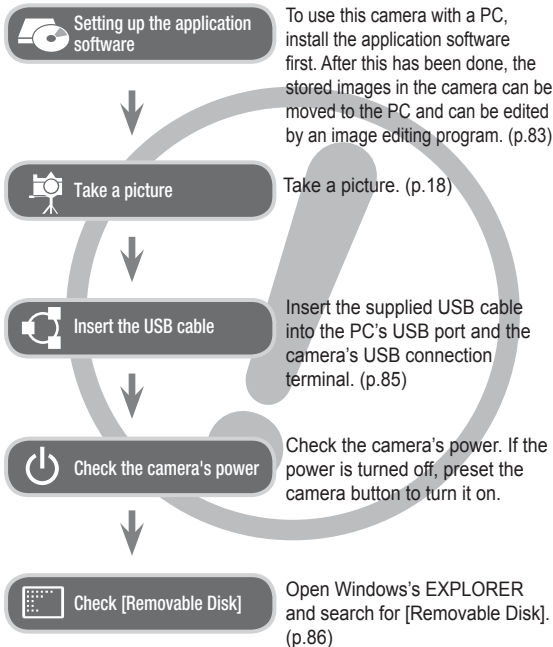 Setting up the application
software
To use this camera with a PC,
install the application software
first. After this has been done, the
stored images in the camera can be
moved to the PC and can be edited
by an image editing program. (p.83)
Take a picture
Take a picture. (p.18)
Insert the USB cable
Insert the supplied USB cable
into the PC’s USB port and the
camera’s USB connection
terminal. (p.85)
Check the camera's power
Check the camera’s power. If the
power is turned off, preset the
camera button to turn it on.
Check [Removable Disk]
Open Windows’s EXPLORER
and search for [Removable Disk].
(p.86)